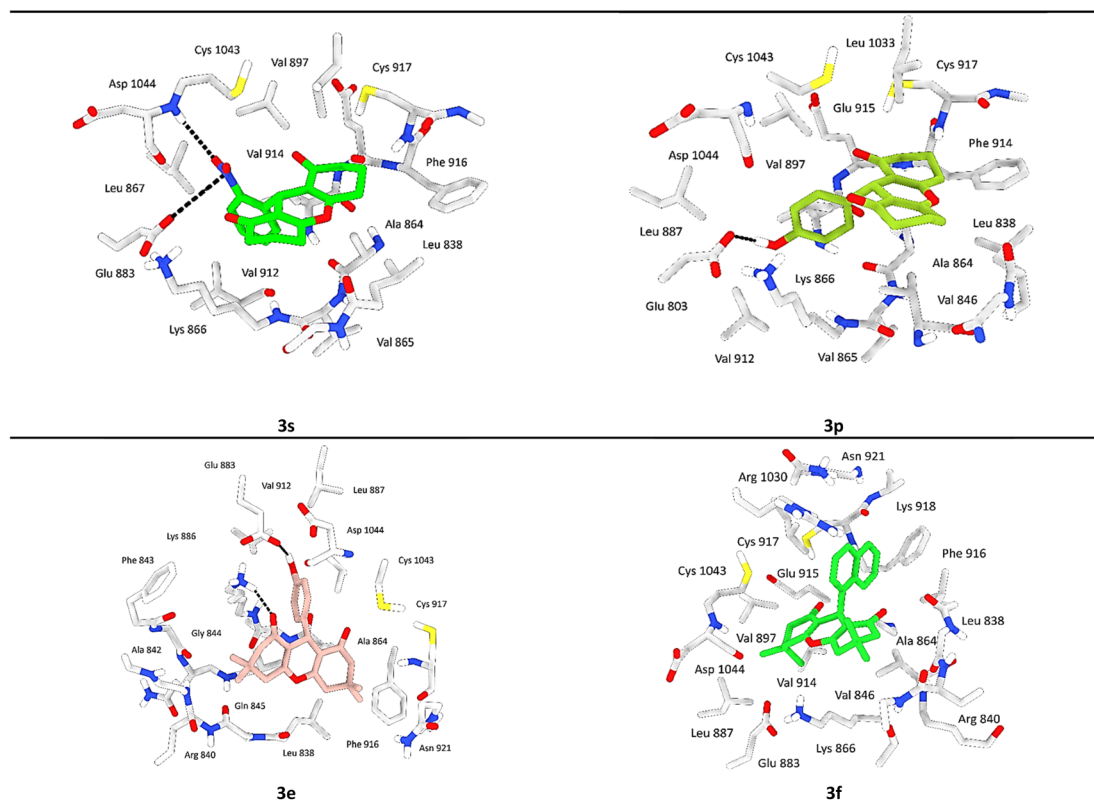 Cys 1043
Val 897
Cys 917
Asp 1044
Val 914
Phe 916
Leu 867
Ala 864
Leu 838
Glu 883
Val 912
Lys 866
Val 865
3s
Leu 1033
Cys 1043
Cys 917
Glu 915
Phe 914
Asp 1044
Val 897
Leu 887
Leu 838
Lys 866
Ala 864
Glu 803
Val 846
Val 912
Val 865
3p
Glu 883
Val 912
Leu 887
Lys 886
Asp 1044
Phe 843
Cys 1043
Cys 917
Gly 844
Ala 864
Ala 842
Gln 845
Arg 840
Leu 838
Phe 916
Asn 921
3e
Asn 921
Arg 1030
Lys 918
Cys 917
Phe 916
Cys 1043
Glu 915
Leu 838
Val 897
Ala 864
Asp 1044
Val 914
Val 846
Arg 840
Leu 887
Lys 866
Glu 883
3f